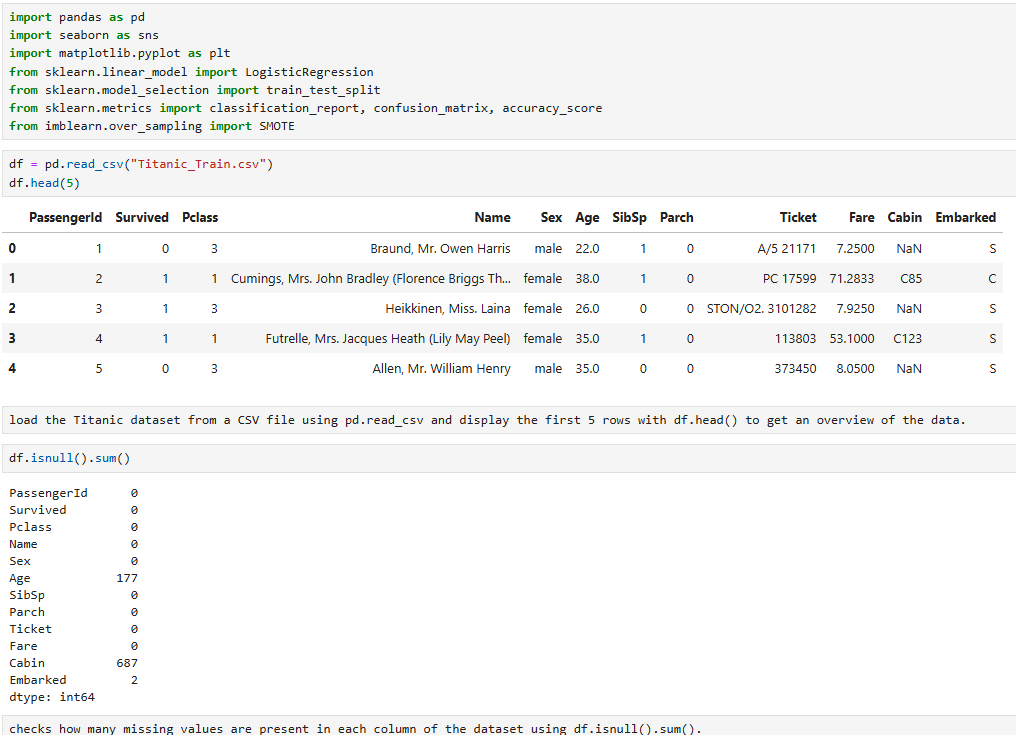 import pandas as pd
import seaborn as sns
import matplotlib.pyplot as plt
from sklearn.linear_model import LogisticRegression
from sklearn.model_selection import train_test_split
from sklearn.metrics import classification_report, confusion_matrix, accuracy_score
from imblearn.over_sampling import SMOTE
df = pd.read_csv("Titanic_Train.csv")
df.head(5)
PassengerId Survived Pclass Name Sex Age SibSp Parch Ticket Fare Cabin Embarked
0 1 0 3 Braund, Mr. Owen Harris male 22.0 1 0 A/5 21171 7.2500 NaN S
1 2 1 1 Cumings, Mrs. John Bradley (Florence Briggs Th... female 38.0 1 0 PC 17599 71.2833 C85 C
2 3 1 3 Heikkinen, Miss. Laina female 26.0 0 0 STON/O2. 3101282 7.9250 NaN S
3 4 1 1 Futrelle, Mrs. Jacques Heath (Lily May Peel) female 35.0 1 0 113803 53.1000 C123 S
4 5 0 3 Allen, Mr. William Henry male 35.0 0 0 373450 8.0500 NaN S
load the Titanic dataset from a CSV file using pd.read_csv and display the first 5 rows with df.head() to get an overview of the data.
df.isnull().sum()
PassengerId 0
Survived 0
Pclass 0
Name 0
Sex 0
Age 177
SibSp 0
Parch 0
Ticket 0
Fare 0
Cabin 687
Embarked 2
dtype: int64
checks how many missing values are present in each column of the dataset using df.isnull().sum().